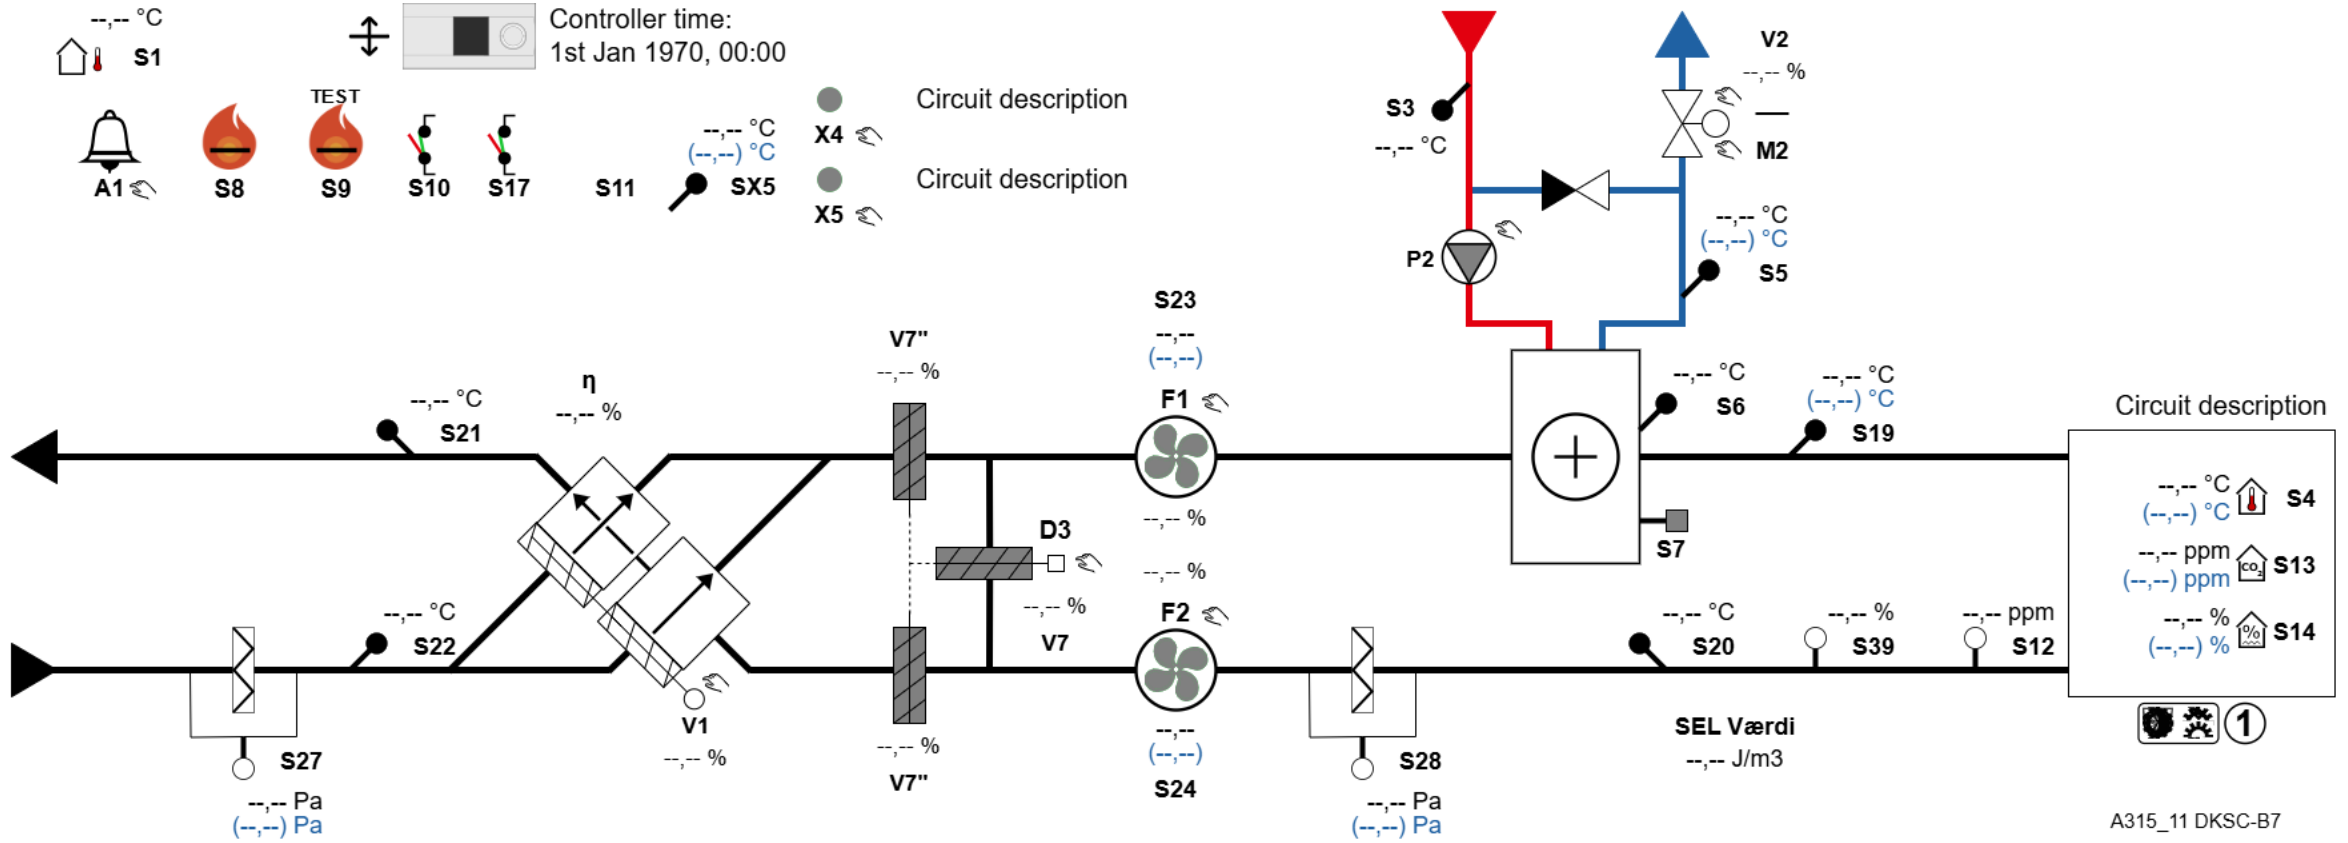 --,-- °C
S1
Controller time:
1st Jan 1970, 00:00
A1
S8
TEST
S9
S10
S17
S11
--,-- °C
(--,--) °C
SX5
X4
Circuit description
X5
Circuit description
S3
--,-- °C
V2
--,-- %
M2
P2
--,-- °C
(--,--) °C
S5
S23
--,--
(--,--)
F1
--,-- %
V7"
--,-- %
η
--,-- %
--,-- °C
S21
--,-- °C
S6
--,-- °C
(--,--) °C
S19
S7
Circuit description
--,-- °C
(--,--) °C
S4
--,-- ppm
(--,--) ppm
CO2
S13
--,-- %
(--,--) %
%
S14
1
D3
--,-- %
V7
--,-- %
F2
--,--
(--,--)
S24
--,-- °C
S22
V1
--,-- %
--,-- %
V7"
S27
--,-- Pa
(--,--) Pa
S28
--,-- Pa
(--,--) Pa
--,-- °C
S20
--,-- %
S39
--,-- ppm
S12
SEL Værdi
--,-- J/m3
A315_11 DKSC-B7